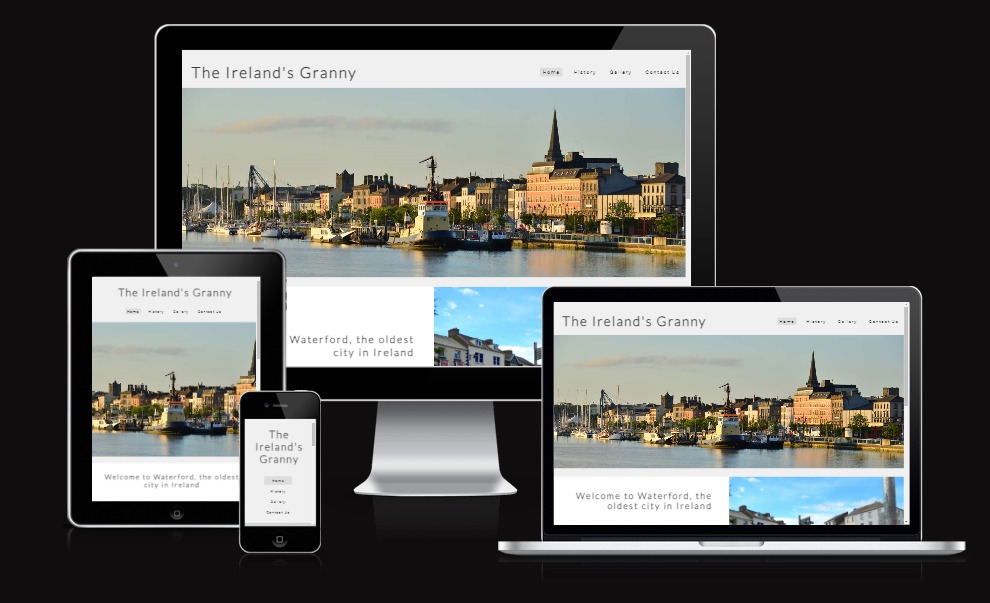 The Ireland's Granny
Home History Gallery Contact Us
Waterford, the oldest
city in Ireland
The Ireland's Granny
Home History Gallery Contact Us
Welcome to Waterford, the oldest
city in Ireland
The
Ireland's
Granny
Home
History
Gallery
Contact Us
The Ireland's Granny
Home History Gallery Contact Us
Welcome to Waterford, the
oldest city in Ireland